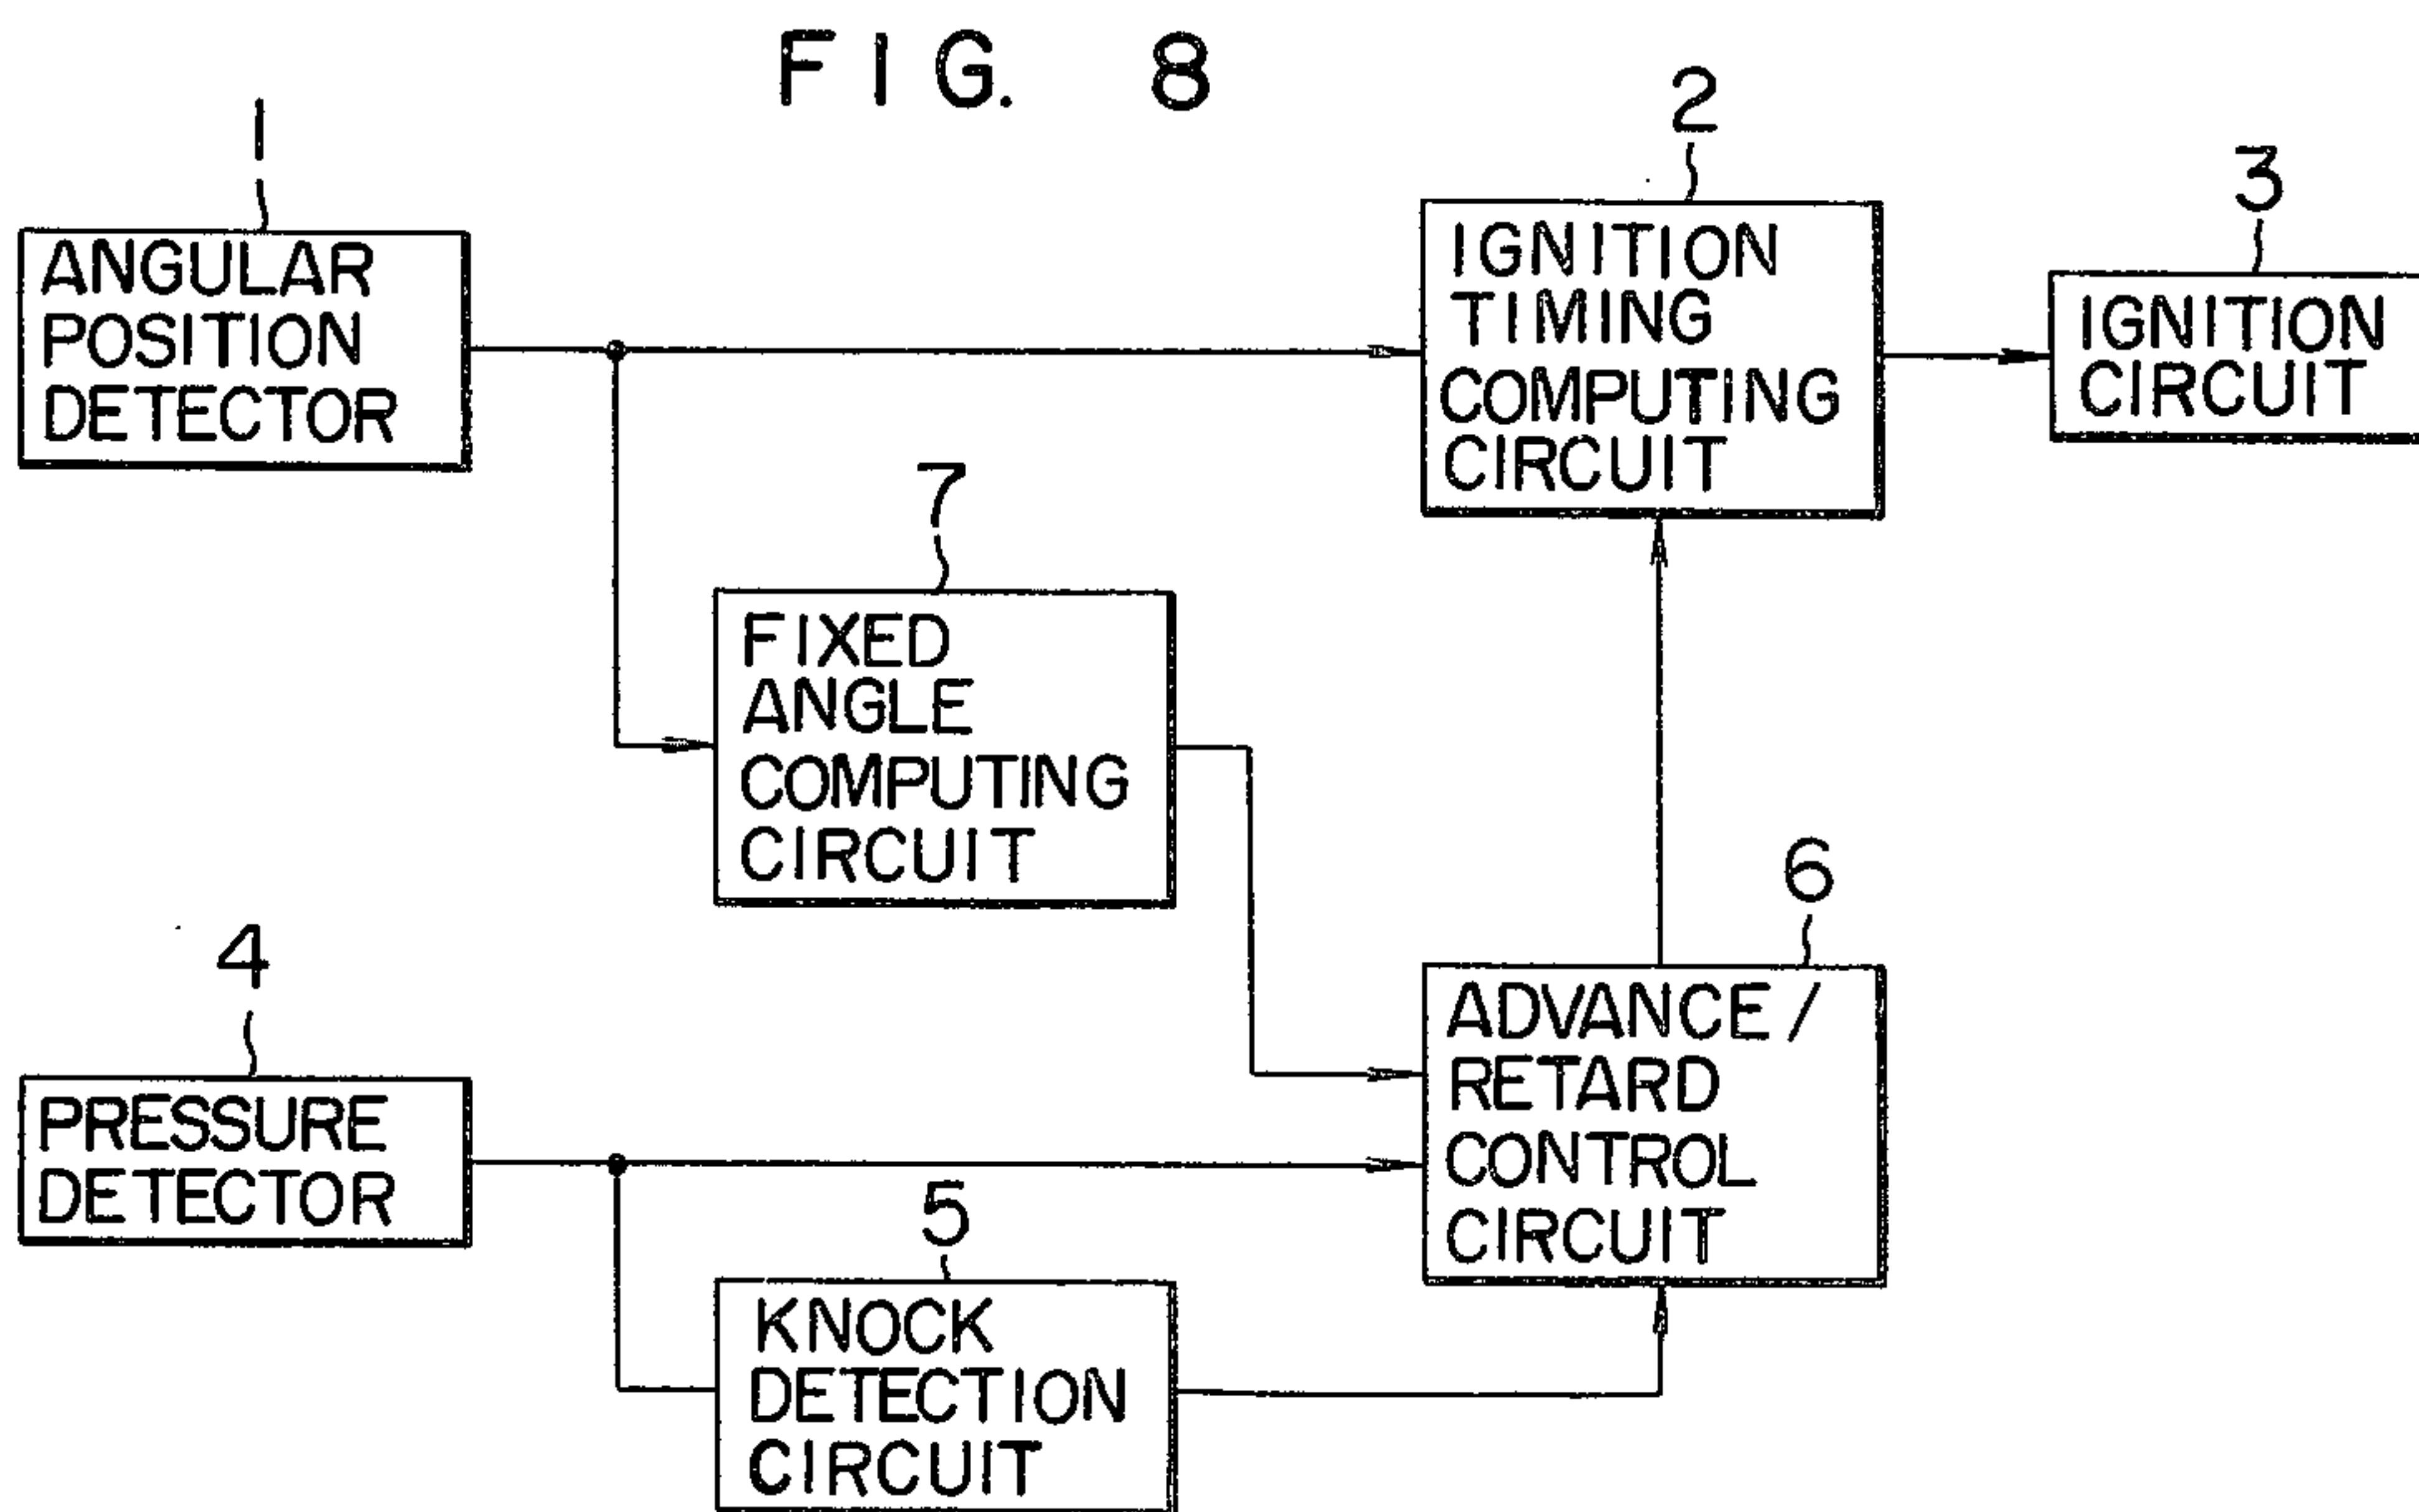 FIG. 8
1
ANGULAR
POSITION
DETECTOR
2
IGNITION
TIMING
COMPUTING
CIRCUIT
3
IGNITION
CIRCUIT
7
FIXED
ANGLE
COMPUTING
CIRCUIT
4
PRESSURE
DETECTOR
5
KNOCK
DETECTION
CIRCUIT
6
ADVANCE/
RETARD
CONTROL
CIRCUIT